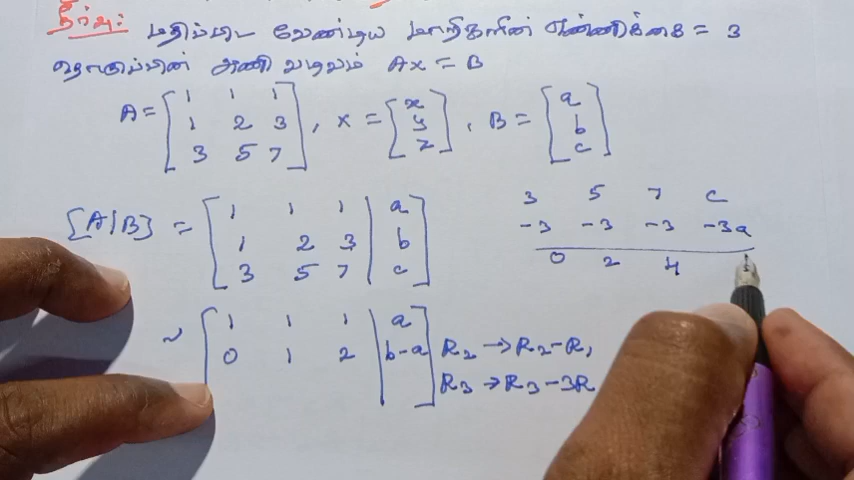 தீர்வு: மதிப்பிட வேண்டிய மாறிகளின் எண்ணிக்கை = 3
தொகுப்பின் அணி வடிவம் AX = B
A = [1 1 1
1 2 3
3 5 7], X = [x
y
z], B = [a
b
c]
[A|B] = [1 1 1 | a
1 2 3 | b
3 5 7 | c]
3 5 7 c
-3 -3 -3 -3a
0 2 4
~ [1 1 1 | a
0 1 2 | b-a] R₂ → R₂ - R₁
R₃ → R₃ - 3R